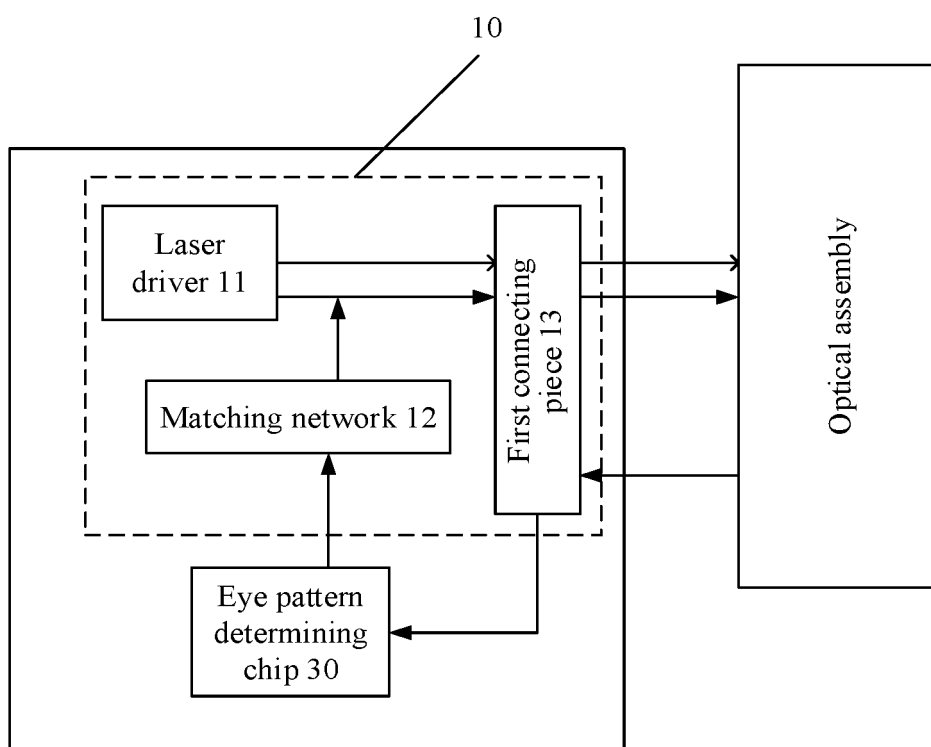 10
Laser
driver 11
First connecting
piece 13
Optical assembly
Matching network 12
Eye pattern
determining
chip 30